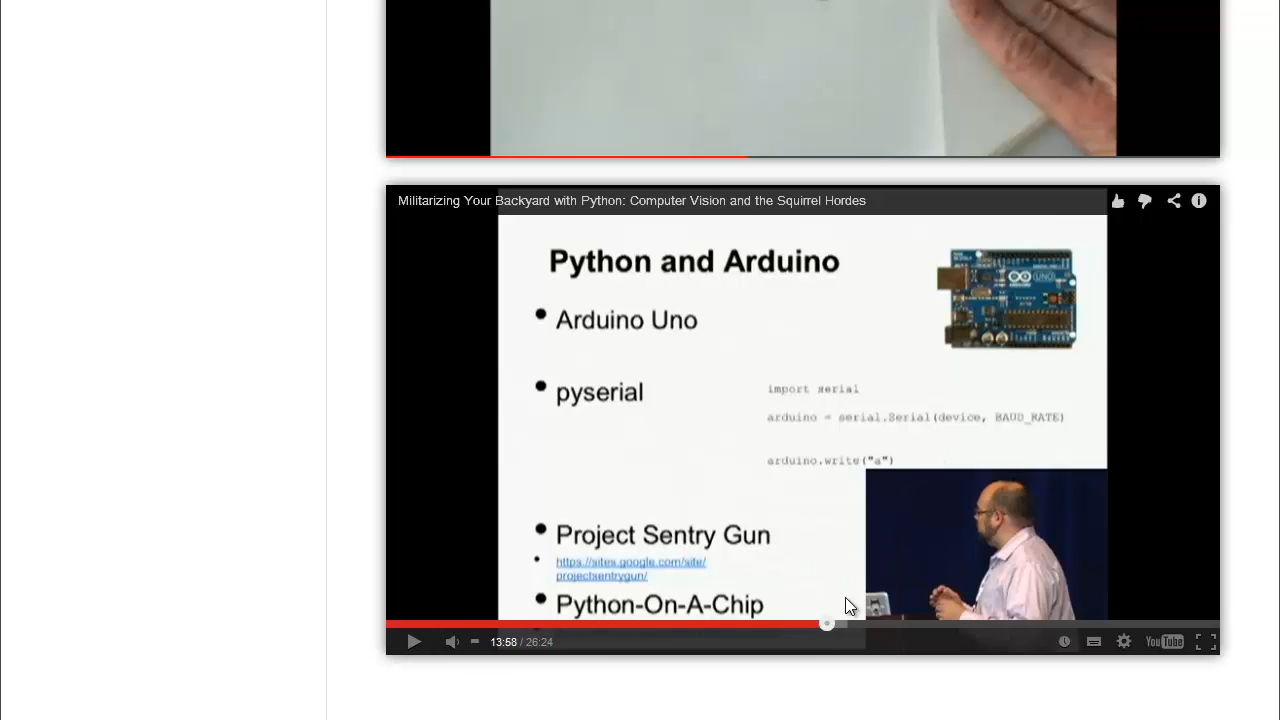 Militarizing Your Backyard with Python: Computer Vision and the Squirrel Hordes
Python and Arduino
UNO
• Arduino Uno
• pyserial
import serial
arduino = serial.Serial(device, BAUD_RATE)
arduino.write("a")
• Project Sentry Gun
• https://sites.google.com/site/
projectsentrygun/
• Python-On-A-Chip
13:58 / 26:24
YouTube